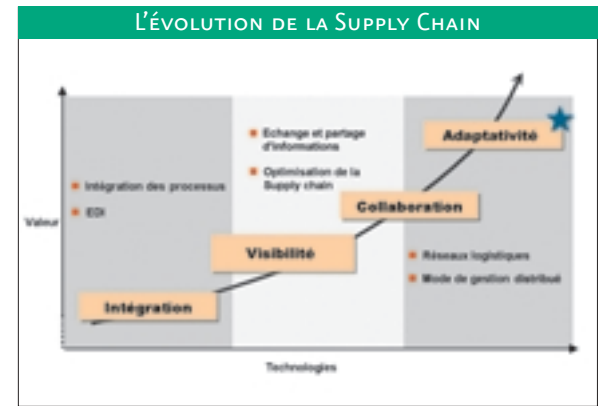 L'ÉVOLUTION DE LA SUPPLY CHAIN
Echange et partage
d'informations
Optimisation de la
Supply chain
Adaptativité
Intégration des processus
EDI
Collaboration
Valeur
Visibilité
Réseaux logistiques
Mode de gestion distribué
Intégration
Technologies